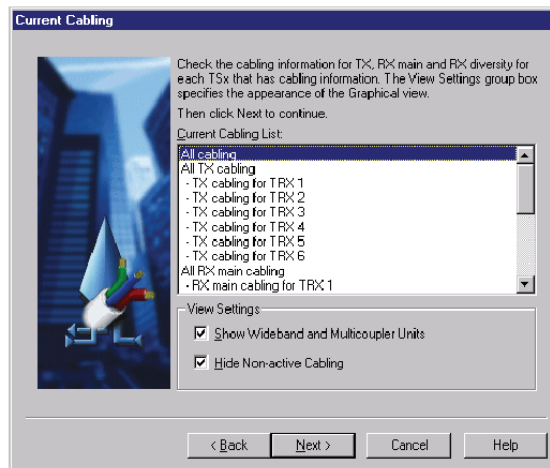 Current Cabling
Check the cabling information for TX, RX main and RX diversity for
each TSx that has cabling information. The View Settings group box
specifies the appearance of the Graphical view.
Then click Next to continue.
Current Cabling List:
All cabling
All TX cabling
- TX cabling for TRX 1
- TX cabling for TRX 2
- TX cabling for TRX 3
- TX cabling for TRX 4
- TX cabling for TRX 5
- TX cabling for TRX 6
All RX main cabling
- RX main cabling for TRX 1
View Settings
Show Wideband and Multicoupler Units
Hide Non-active Cabling
< Back
Next >
Cancel
Help